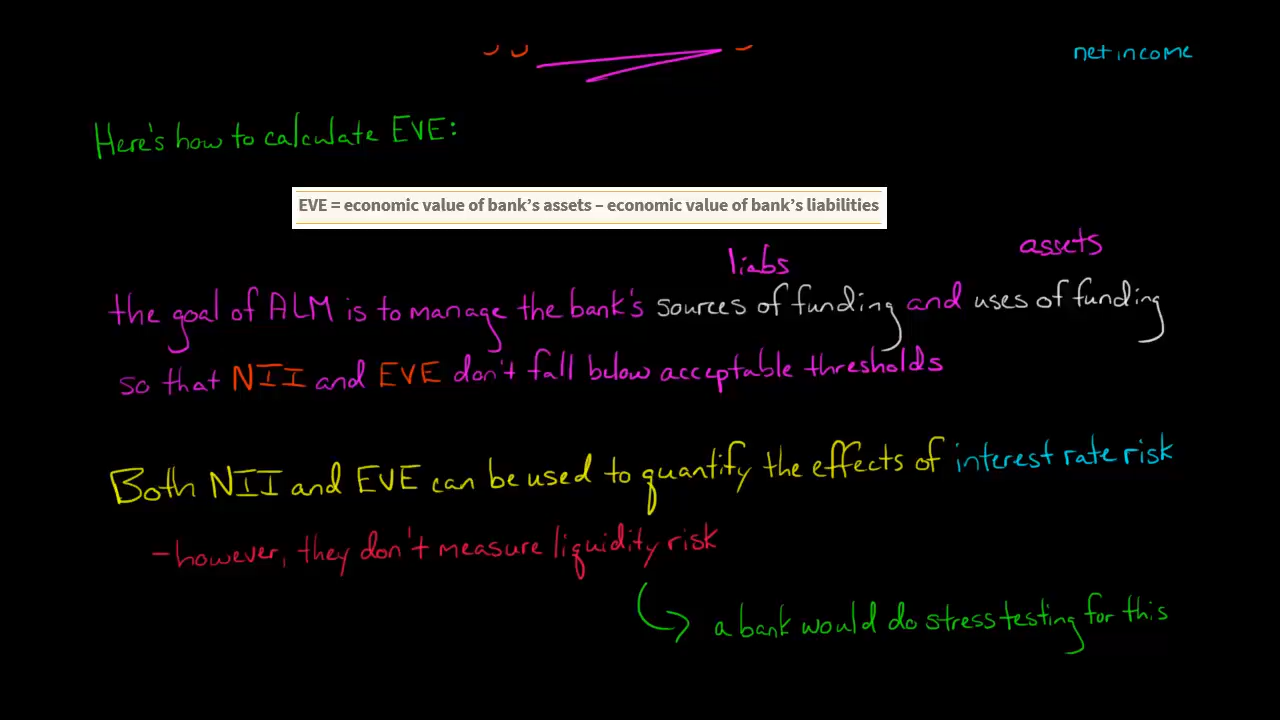 net income
Here's how to calculate EVE:
EVE = economic value of bank's assets – economic value of bank's liabilities
liabs
assets
the goal of ALM is to manage the bank's sources of funding and uses of funding
so that NII and EVE don't fall below acceptable thresholds
Both NII and EVE can be used to quantify the effects of interest rate risk
-however, they don't measure liquidity risk
a bank would do stress testing for this